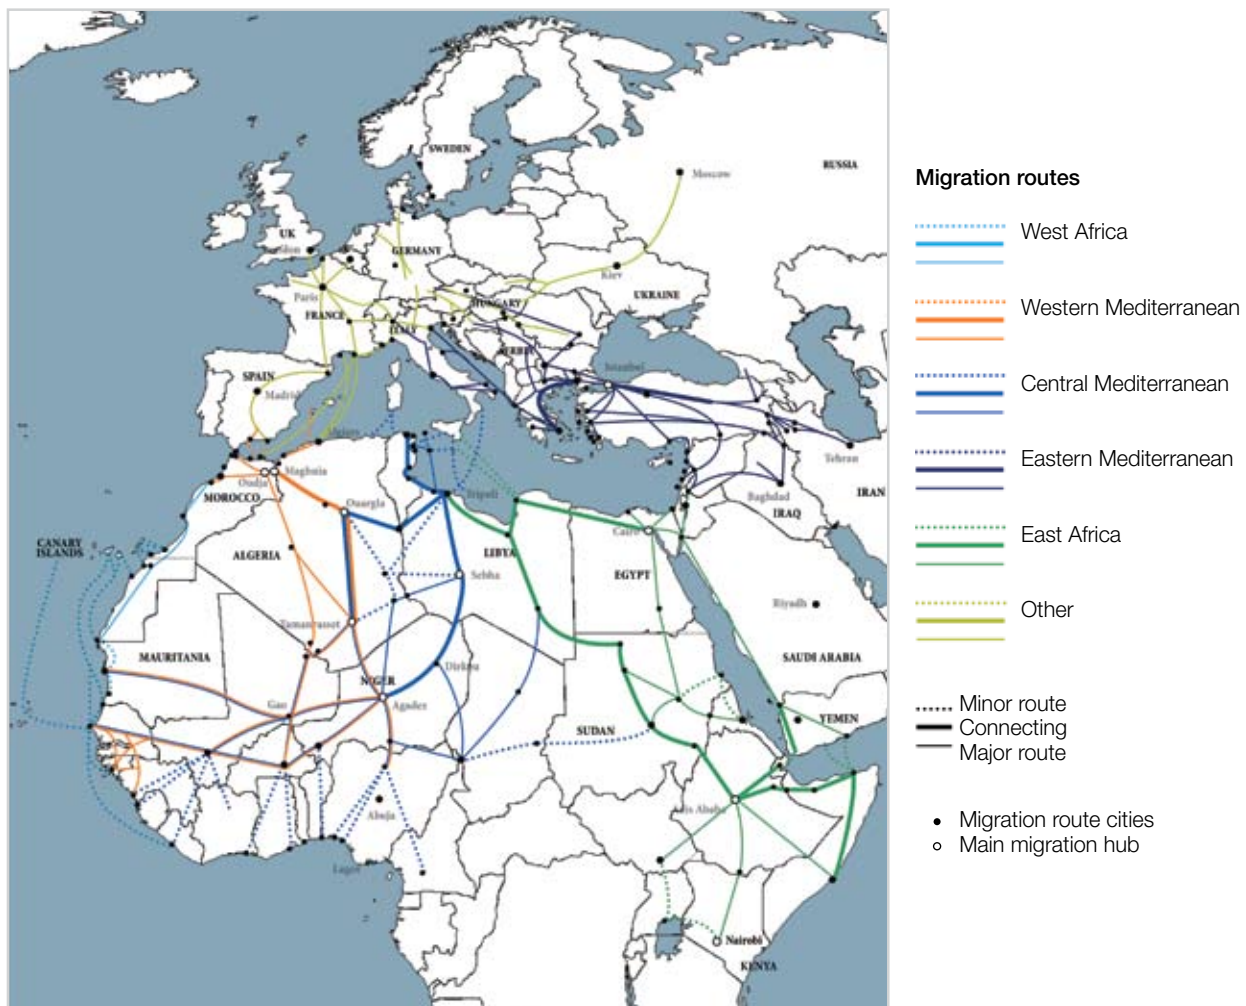 SWEDEN
RUSSIA
Moscow
UK
GERMANY
Kiev
UKRAINE
HUNGARY
Paris
FRANCE
ITALY
SERBIA
Istanbul
SPAIN
Madrid
Tehran
Maghnia
Oudja
MOROCCO
Tripoli
Baghdad
IRAN
IRAQ
Ouargla
Cairo
CANARY
ISLANDS
ALGERIA
LIBYA
EGYPT
Sebha
Riyadh
Tamanrasset
MAURITANIA
SAUDI ARABIA
Dirkou
NIGER
Gao
Agadez
YEMEN
SUDAN
Adis Ababa
Abuja
Lagos
Nairobi
KENYA
Migration routes
West Africa
Western Mediterranean
Central Mediterranean
Eastern Mediterranean
East Africa
Other
Minor route
Connecting
Major route
Migration route cities
Main migration hub